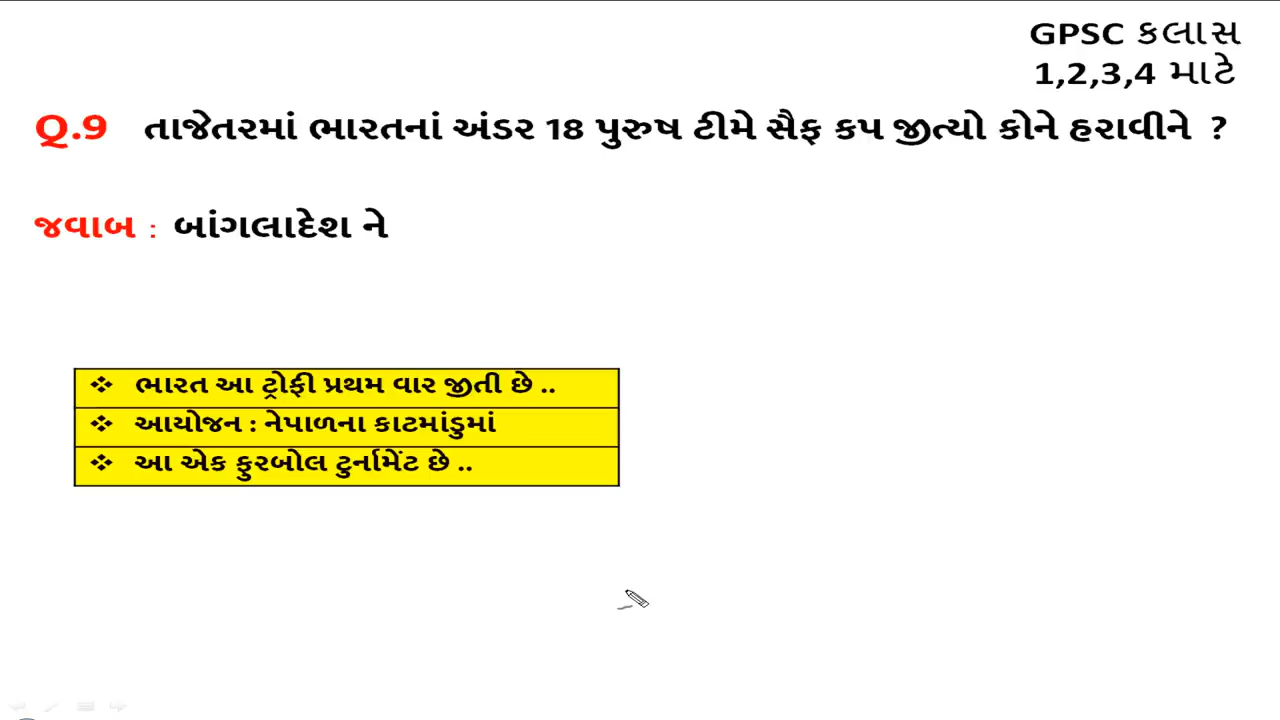 GPSC કલાસ
1,2,3,4 માટે
Q.9 તાજેતરમાં ભારતનાં અંડર 18 પુરુષ ટીમે સૈફ કપ જીત્યો કોને હરાવીને ?
જવાબ : બાંગલાદેશ ને
❖ ભારત આ ટ્રોફી પ્રથમ વાર જીતી છે ..
❖ આયોજન : નેપાળના કાટમાંડુમાં
❖ આ એક ફુરબોલ ટુર્નામેંટ છે ..